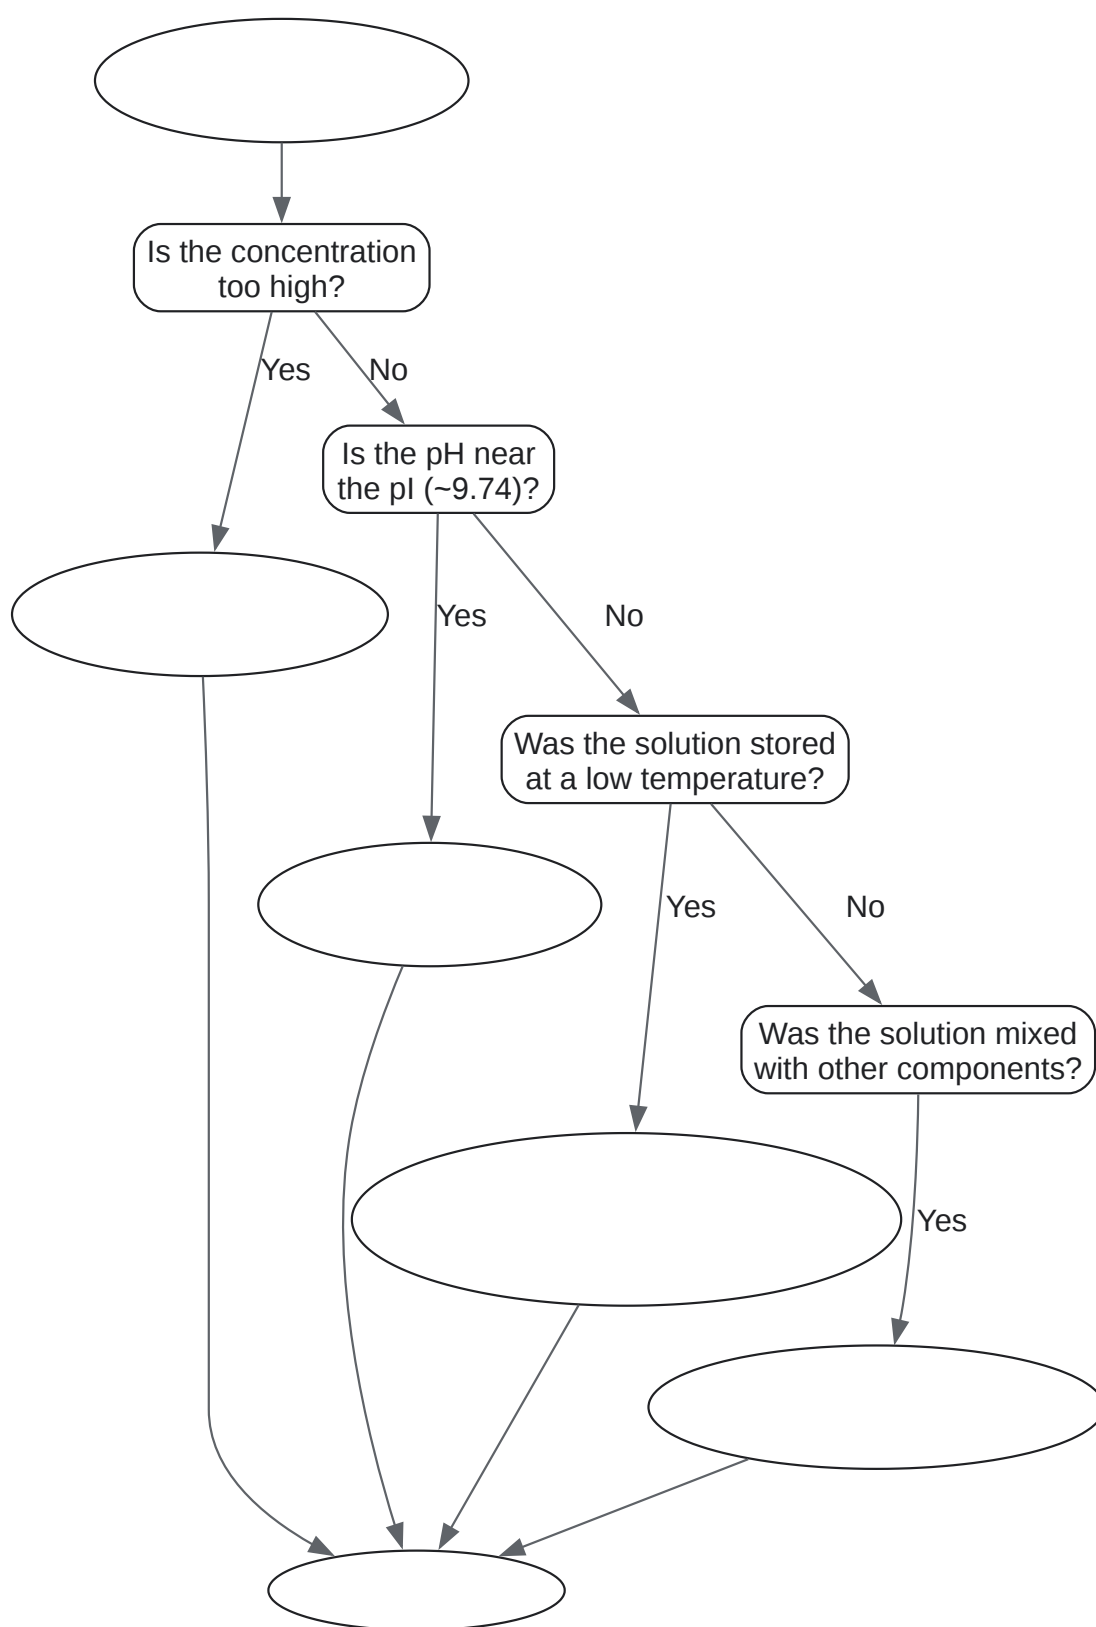 Is the concentration
too high?
Yes
No
Is the pH near
the pI (~9.74)?
Yes
No
Was the solution stored
at a low temperature?
Yes
No
Was the solution mixed
with other components?
Yes